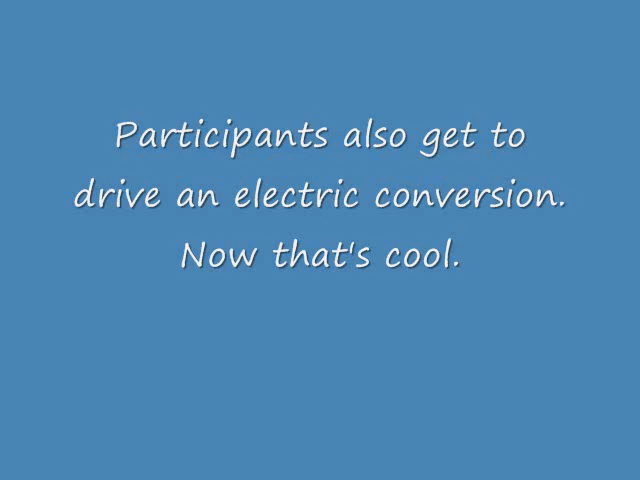 Participants also get to
drive an electric conversion.
Now that's cool.